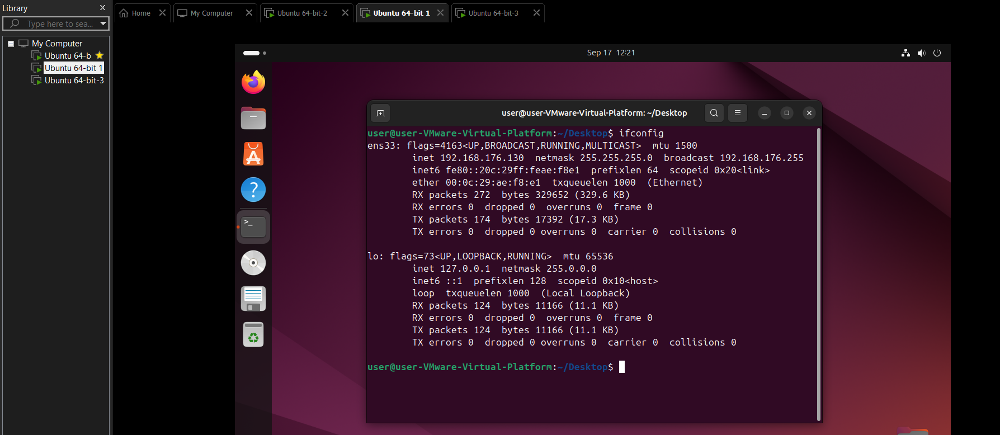 Library
Type here to sea...
My Computer
Ubuntu 64-b
Ubuntu 64-bit 1
Ubuntu 64-bit-3
Home
My Computer
Ubuntu 64-bit-2
Ubuntu 64-bit 1
Ubuntu 64-bit-3
Sep 17 12:21
user@user-VMware-Virtual-Platform: ~/Desktop
user@user-VMware-Virtual-Platform:~/Desktop$ ifconfig
ens33: flags=4163<UP,BROADCAST,RUNNING,MULTICAST>  mtu 1500
        inet 192.168.176.130  netmask 255.255.255.0  broadcast 192.168.176.255
        inet6 fe80::20c:29ff:feae:f8e1  prefixlen 64  scopeid 0x20<link>
        ether 00:0c:29:ae:f8:e1  txqueuelen 1000  (Ethernet)
        RX packets 272  bytes 329652 (329.6 KB)
        RX errors 0  dropped 0  overruns 0  frame 0
        TX packets 174  bytes 17392 (17.3 KB)
        TX errors 0  dropped 0 overruns 0  carrier 0  collisions 0
lo: flags=73<UP,LOOPBACK,RUNNING>  mtu 65536
        inet 127.0.0.1  netmask 255.0.0.0
        inet6 ::1  prefixlen 128  scopeid 0x10<host>
        loop  txqueuelen 1000  (Local Loopback)
        RX packets 124  bytes 11166 (11.1 KB)
        RX errors 0  dropped 0  overruns 0  frame 0
        TX packets 124  bytes 11166 (11.1 KB)
        TX errors 0  dropped 0 overruns 0  carrier 0  collisions 0
user@user-VMware-Virtual-Platform:~/Desktop$